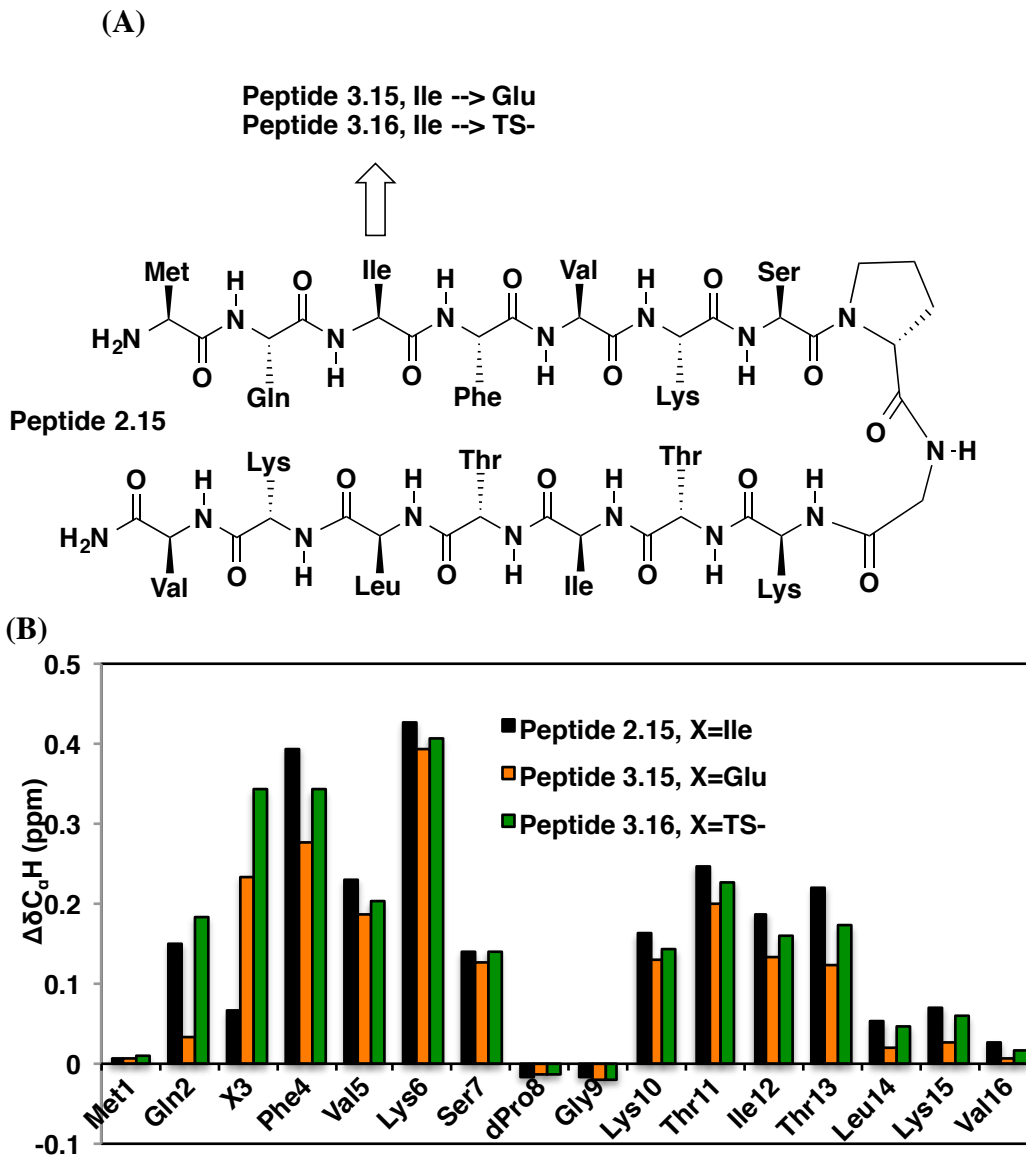 (A)
Peptide 3.15, Ile --> Glu
Peptide 3.16, Ile --> TS-
Met H O Ile H O Val H O Ser
H2N N N N N N N N
O H O H O H O
Gln Phe Lys
O N-H
Peptide 2.15
Lys Thr Thr
O H O H O H O H
H2N N N N N N N N
O H O H O H O
Val Leu Ile Lys
(B)
0.5
0.4
0.3
0.2
0.1
0
-0.1
ΔδCαH (ppm)
Peptide 2.15, X=Ile
Peptide 3.15, X=Glu
Peptide 3.16, X=TS-
Met1
Gln2
X3
Phe4
Val5
Lys6
Ser7
dPro8
Gly9
Lys10
Thr11
Ile12
Thr13
Leu14
Lys15
Val16